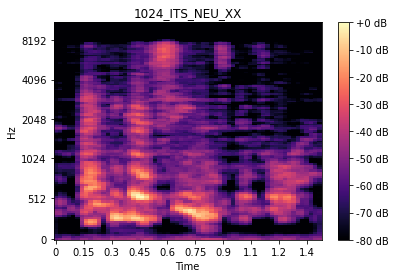 1024_ITS_NEU_XX
8192
4096
2048
1024
512
0
Hz
0 0.15 0.3 0.45 0.6 0.75 0.9 1 1.2 1.4
Time
+0 dB
-10 dB
-20 dB
-30 dB
-40 dB
-50 dB
-60 dB
-70 dB
-80 dB